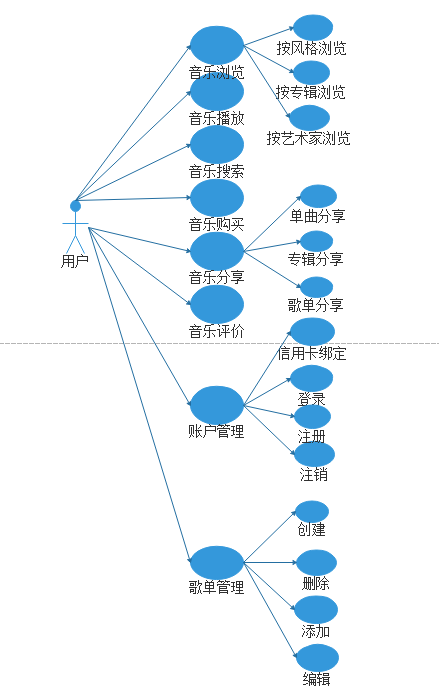 按风格浏览
音乐浏览
按专辑浏览
音乐播放
按艺术家浏览
音乐搜索
单曲分享
音乐购买
专辑分享
用户
音乐分享
歌单分享
音乐评价
信用卡绑定
登录
账户管理
注册
注销
创建
删除
歌单管理
添加
编辑